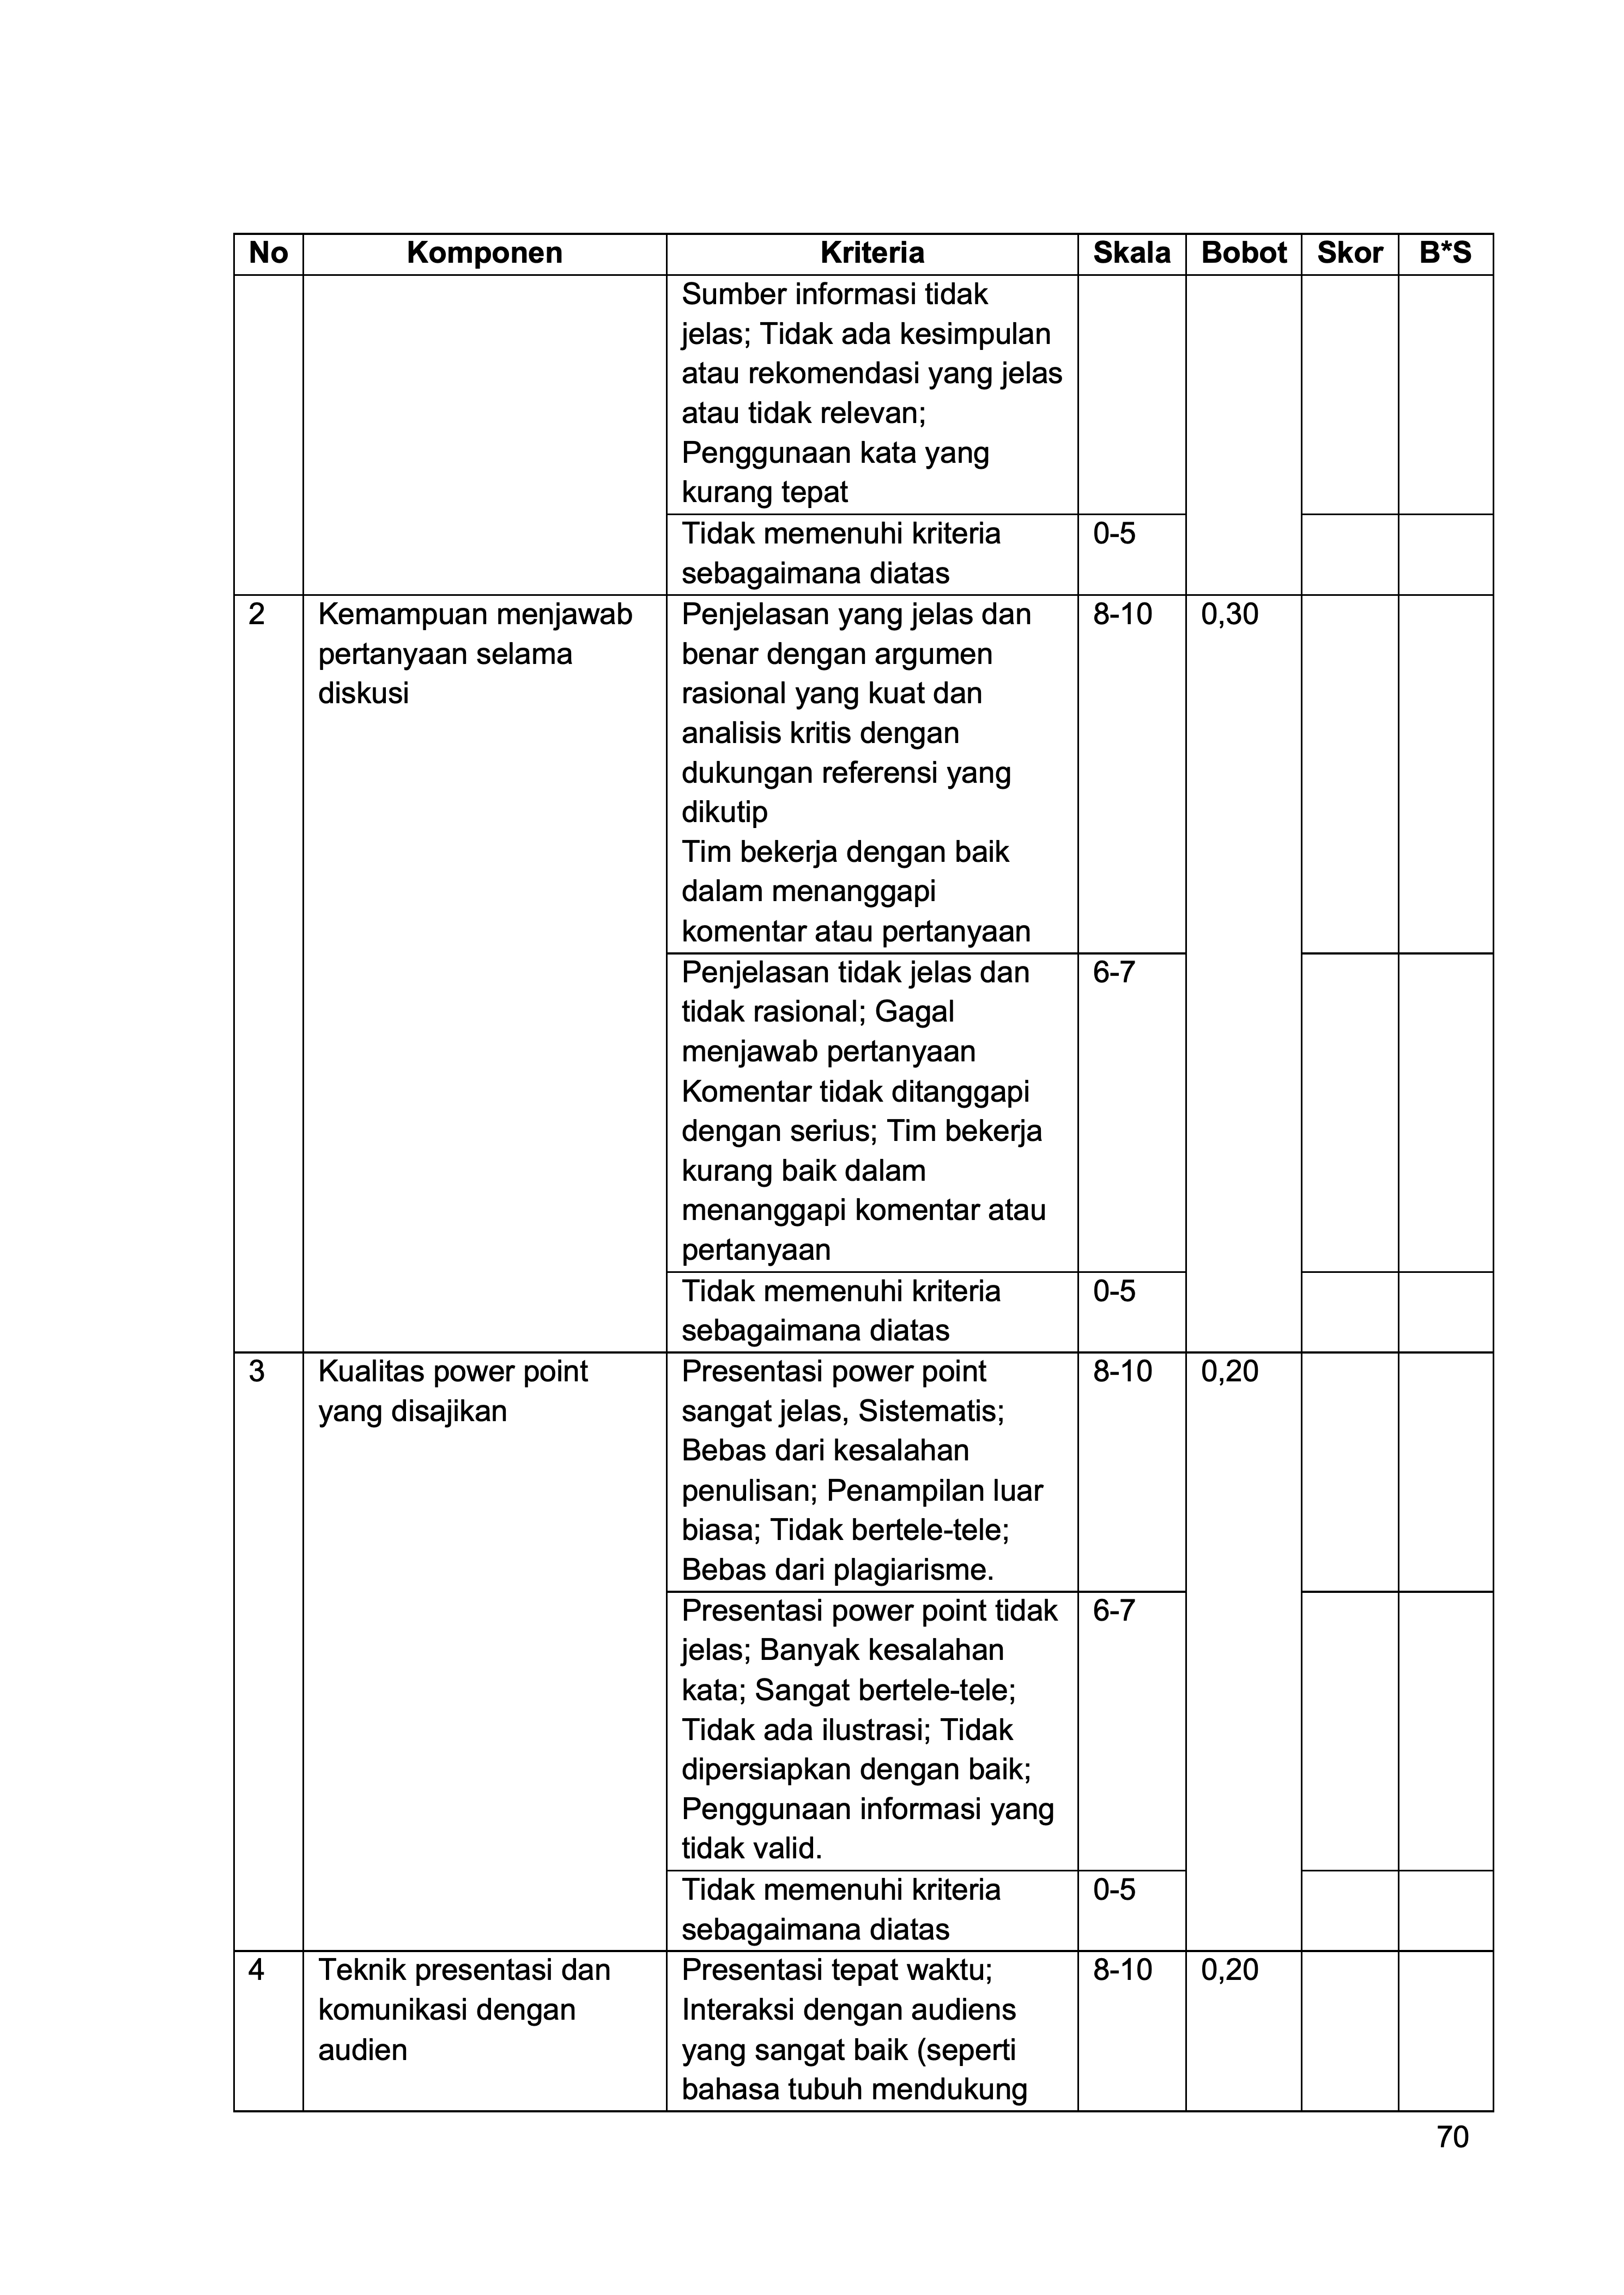 No Komponen Kriteria Skala Bobot Skor B*S
Sumber informasi tidak
jelas; Tidak ada kesimpulan
atau rekomendasi yang jelas
atau tidak relevan;
Penggunaan kata yang
kurang tepat
Tidak memenuhi kriteria 0-5
sebagaimana diatas
2 Kemampuan menjawab Penjelasan yang jelas dan 8-10 0,30
pertanyaan selama benar dengan argumen
diskusi rasional yang kuat dan
analisis kritis dengan
dukungan referensi yang
dikutip
Tim bekerja dengan baik
dalam menanggapi
komentar atau pertanyaan
Penjelasan tidak jelas dan 6-7
tidak rasional; Gagal
menjawab pertanyaan
Komentar tidak ditanggapi
dengan serius; Tim bekerja
kurang baik dalam
menanggapi komentar atau
pertanyaan
Tidak memenuhi kriteria 0-5
sebagaimana diatas
3 Kualitas power point Presentasi power point 8-10 0,20
yang disajikan sangat jelas, Sistematis;
Bebas dari kesalahan
penulisan; Penampilan luar
biasa; Tidak bertele-tele;
Bebas dari plagiarisme.
Presentasi power point tidak 6-7
jelas; Banyak kesalahan
kata; Sangat bertele-tele;
Tidak ada ilustrasi; Tidak
dipersiapkan dengan baik;
Penggunaan informasi yang
tidak valid.
Tidak memenuhi kriteria 0-5
sebagaimana diatas
4 Teknik presentasi dan Presentasi tepat waktu; 8-10 0,20
komunikasi dengan Interaksi dengan audiens
audien yang sangat baik (seperti
bahasa tubuh mendukung
70